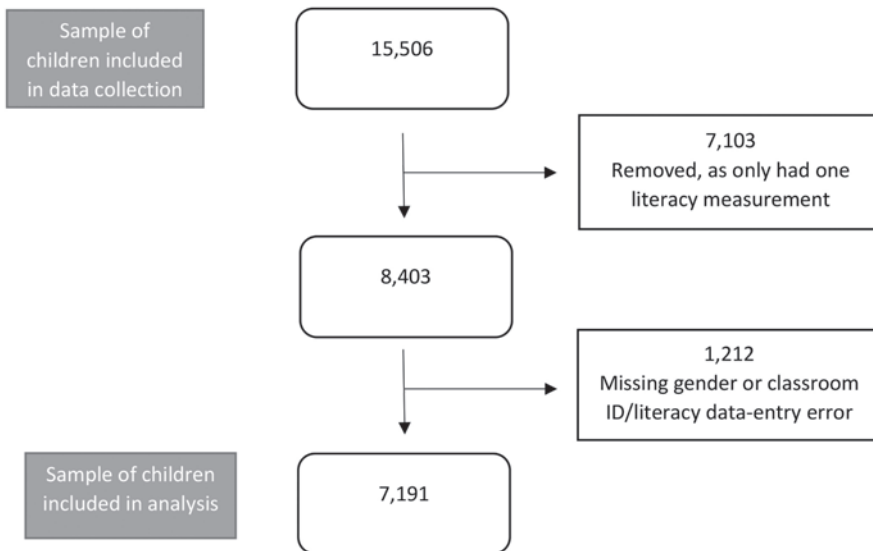 Sample of
children included
in data collection
15,506
7,103
Removed, as only had one
literacy measurement
8,403
1,212
Missing gender or classroom
ID/literacy data-entry error
Sample of children
included in analysis
7,191